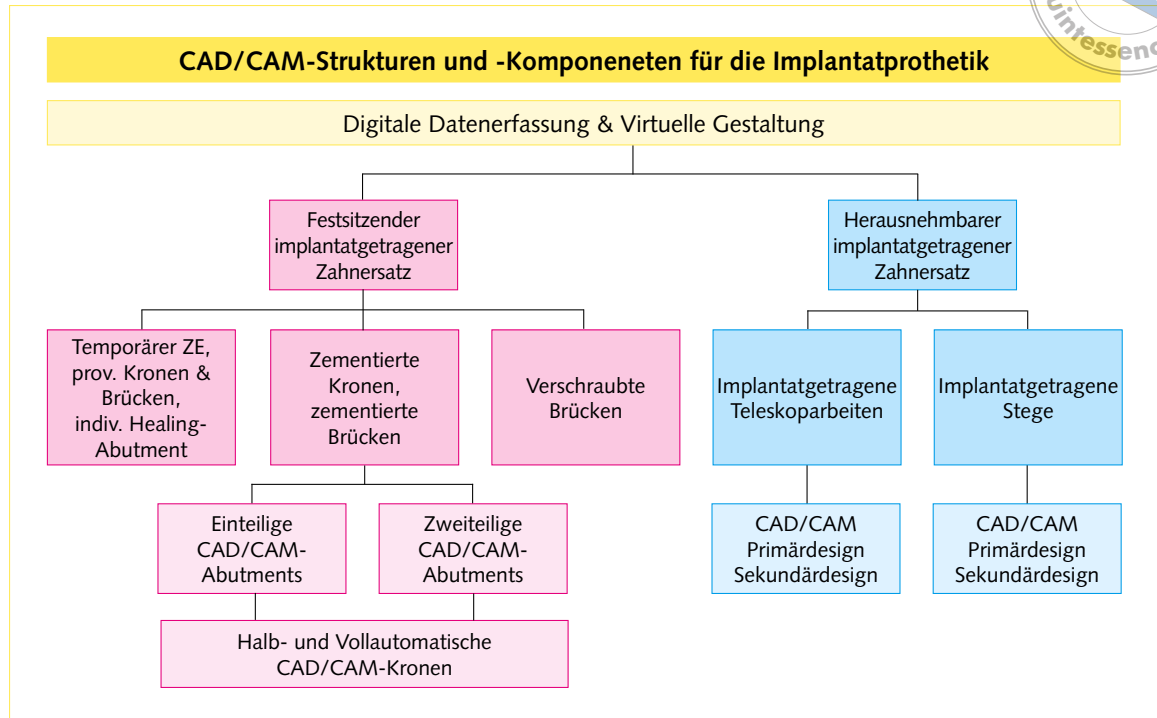 CAD/CAM-Strukturen und -Komponeneten für die Implantatprothetik
Digitale Datenerfassung & Virtuelle Gestaltung
Festsitzender
implantatgetragener
Zahnersatz
Herausnehmbarer
implantatgetragener
Zahnersatz
Temporärer ZE,
prov. Kronen &
Brücken,
indiv. Healing-
Abutment
Zementierte
Kronen,
zementierte
Brücken
Verschraubte
Brücken
Implantatgetragene
Teleskoparbeiten
Implantatgetragene
Stege
Einteilige
CAD/CAM-
Abutments
Zweiteilige
CAD/CAM-
Abutments
CAD/CAM
Primärdesign
Sekundärdesign
CAD/CAM
Primärdesign
Sekundärdesign
Halb- und Vollautomatische
CAD/CAM-Kronen